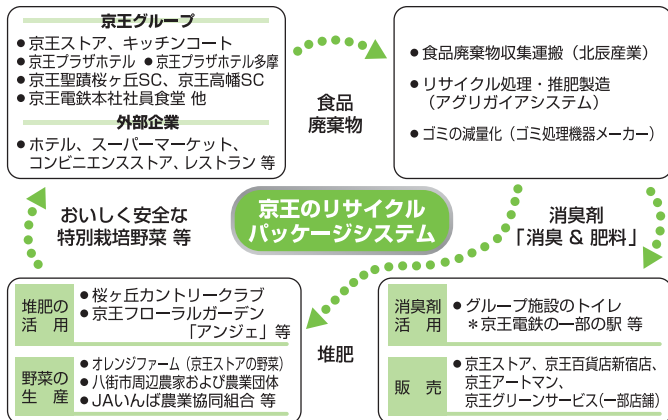 京王グループ
●京王ストア、キッチンコート
●京王プラザホテル ●京王プラザホテル多摩
●京王聖蹟桜ヶ丘SC、京王高幡SC
●京王電鉄本社社員食堂 他
外部企業
●ホテル、スーパーマーケット、
コンビニエンスストア、レストラン 等
食品
廃棄物
●食品廃棄物収集運搬（北辰産業）
●リサイクル処理・推肥製造
（アグリガイアシステム）
●ゴミの減量化（ゴミ処理機器メーカー）
おいしく安全な
特別栽培野菜 等
京王のリサイクル
パッケージシステム
消臭剤
「消臭 & 肥料」
堆肥の
活 用
●桜ヶ丘カントリークラブ
●京王フローラルガーデン
「アンジェ」等
野菜の
生 産
●オレンジファーム（京王ストアの野菜）
●八街市周辺農家および農業団体
●JAいんば農業協同組合 等
堆肥
消臭剤
活 用
●グループ施設のトイレ
＊京王電鉄の一部の駅 等
販 売
●京王ストア、京王百貨店新宿店、
京王アートマン、
京王グリーンサービス(一部店舗)